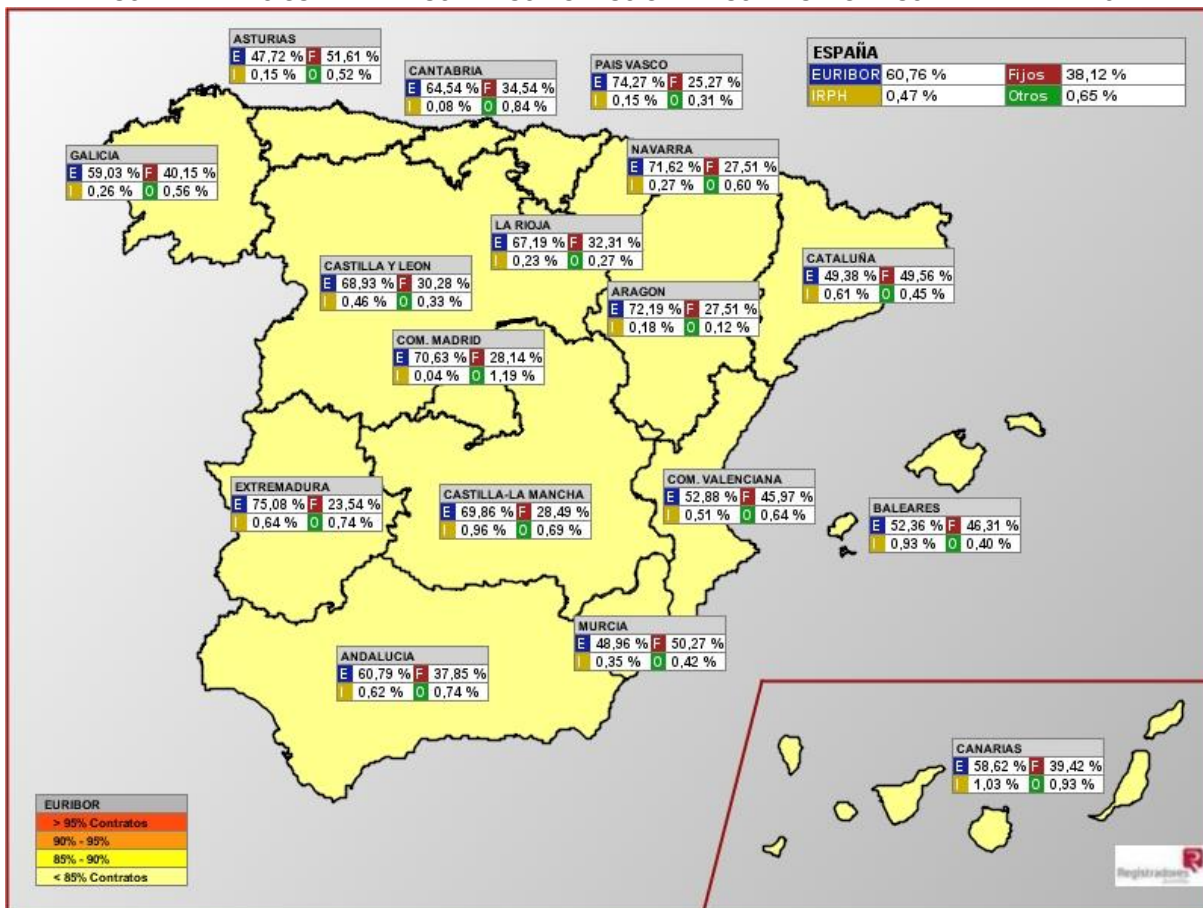 ASTURIAS
E 47,72 % F 51,61 %
I 0,15 % O 0,52 %
CANTABRIA
E 64,54 % F 34,54 %
I 0,08 % O 0,84 %
PAIS VASCO
E 74,27 % F 25,27 %
I 0,15 % O 0,31 %
ESPAÑA
EURIBOR 60,76 % Fijos 38,12 %
IRPH 0,47 % Otros 0,65 %
GALICIA
E 59,03 % F 40,15 %
I 0,26 % O 0,56 %
NAVARRA
E 71,62 % F 27,51 %
I 0,27 % O 0,60 %
LA RIOJA
E 67,19 % F 32,31 %
I 0,23 % O 0,27 %
CASTILLA Y LEON
E 68,93 % F 30,28 %
I 0,46 % O 0,33 %
CATALUÑA
E 49,38 % F 49,56 %
I 0,61 % O 0,45 %
ARAGON
E 72,19 % F 27,51 %
I 0,18 % O 0,12 %
COM. MADRID
E 70,63 % F 28,14 %
I 0,04 % O 1,19 %
EXTREMADURA
E 75,08 % F 23,54 %
I 0,64 % O 0,74 %
CASTILLA-LA MANCHA
E 69,86 % F 28,49 %
I 0,96 % O 0,69 %
COM. VALENCIANA
E 52,88 % F 45,97 %
I 0,51 % O 0,64 %
BALEARES
E 52,36 % F 46,31 %
I 0,93 % O 0,40 %
MURCIA
E 48,96 % F 50,27 %
I 0,35 % O 0,42 %
ANDALUCIA
E 60,79 % F 37,85 %
I 0,62 % O 0,74 %
CANARIAS
E 58,62 % F 39,42 %
I 1,03 % O 0,93 %
EURIBOR
> 95% Contratos
90% - 95%
85% - 90%
< 85% Contratos
Registradores